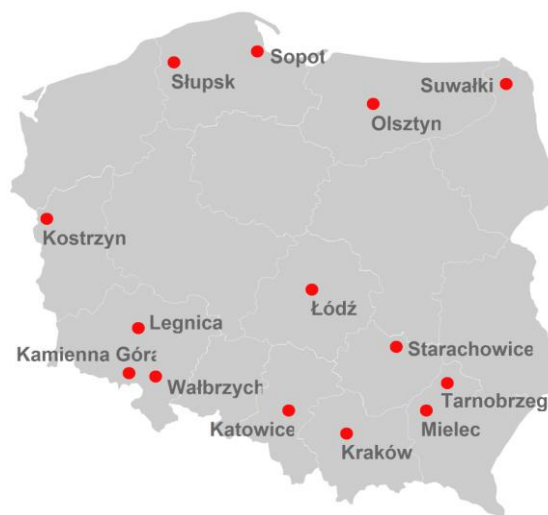 Sopot
Słupsk
Suwałki
Olsztyn
Kostrzyn
Łódź
Legnica
Starachowice
Kamienna Góra
Wałbrzych
Tarnobrzeg
Katowice
Mielec
Kraków